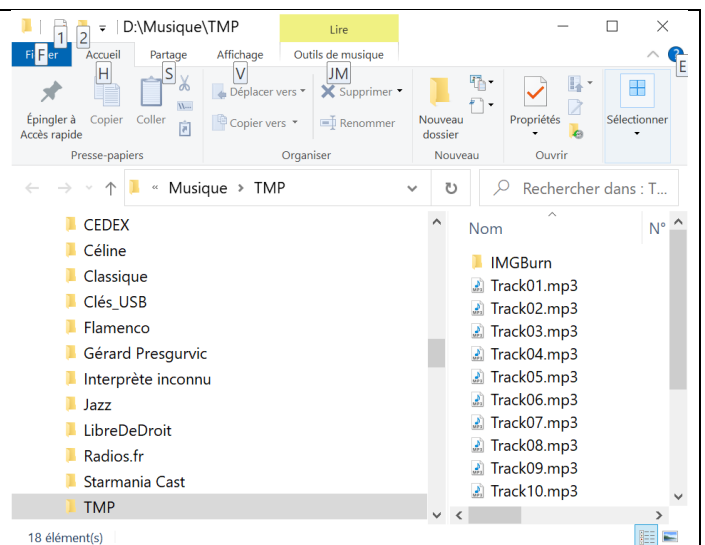 D:\Musique\TMP
Lire
1
2
Fi er
F
Accueil
H
Partage
S
Affichage
V
Outils de musique
JM
E
Épingler à
Accès rapide
Copier
Coller
Déplacer vers
Copier vers
Supprimer
Renommer
Nouveau
dossier
Propriétés
Sélectionner
Presse-papiers
Organiser
Nouveau
Ouvrir
« Musique > TMP
Rechercher dans : T...
CEDEX
Céline
Classique
Clés_USB
Flamenco
Gérard Presgurvic
Interprète inconnu
Jazz
LibreDeDroit
Radios.fr
Starmania Cast
TMP
Nom
N°
IMGBurn
Track01.mp3
Track02.mp3
Track03.mp3
Track04.mp3
Track05.mp3
Track06.mp3
Track07.mp3
Track08.mp3
Track09.mp3
Track10.mp3
18 élément(s)